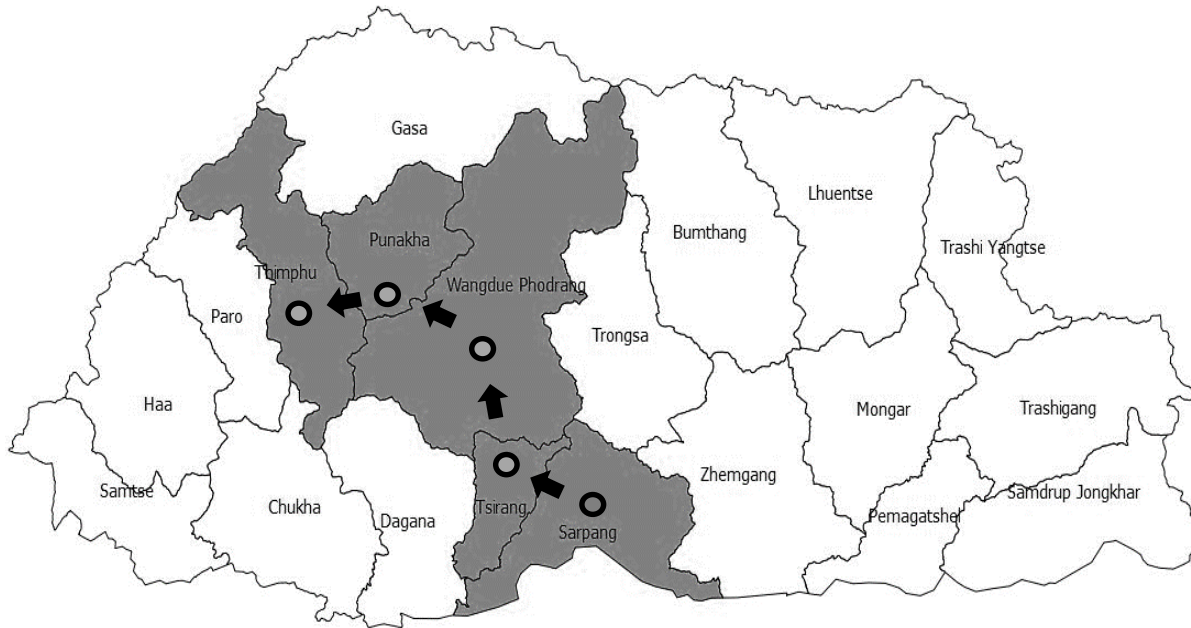 Gasa
Lhuentse
Bumthang
Punakha
Trashi Yangtse
Thimphu
Wangdue Phodrang
Paro
Trongsa
Haa
Mongar
Trashigang
Zhemgang
Samtse
Samdrup Jongkhar
Chukha
Tsirang
Pemagatshel
Dagana
Sarpang